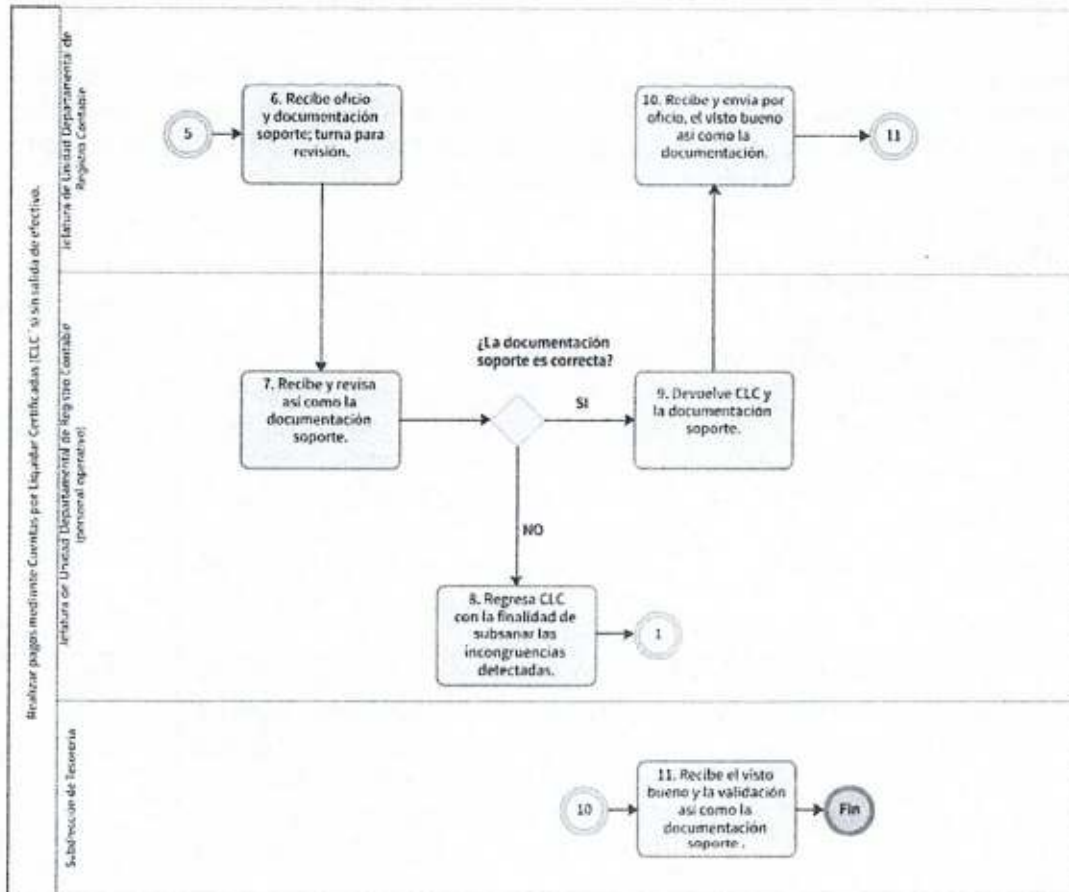 Realizar pagos mediante Cuentas por Liquidar Certificadas (CLC´s) sin salida de efectivo.
Jefatura de Unidad Departamental de
Registro Contable
5
6. Recibe oficio
y documentación
soporte; turna para
revisión.
10. Recibe y envía por
oficio, el visto bueno
así como la
documentación.
11
Jefatura de Unidad Departamental de Registro Contable
(personal operativo)
7. Recibe y revisa
así como la
documentación
soporte.
¿La documentación
soporte es correcta?
SI
9. Devuelve CLC y
la documentación
soporte.
NO
8. Regresa CLC
con la finalidad de
subsanar las
incongruencias
detectadas.
1
Subdirección de Tesorería
10
11. Recibe el visto
bueno y la validación
así como la
documentación
soporte .
Fin